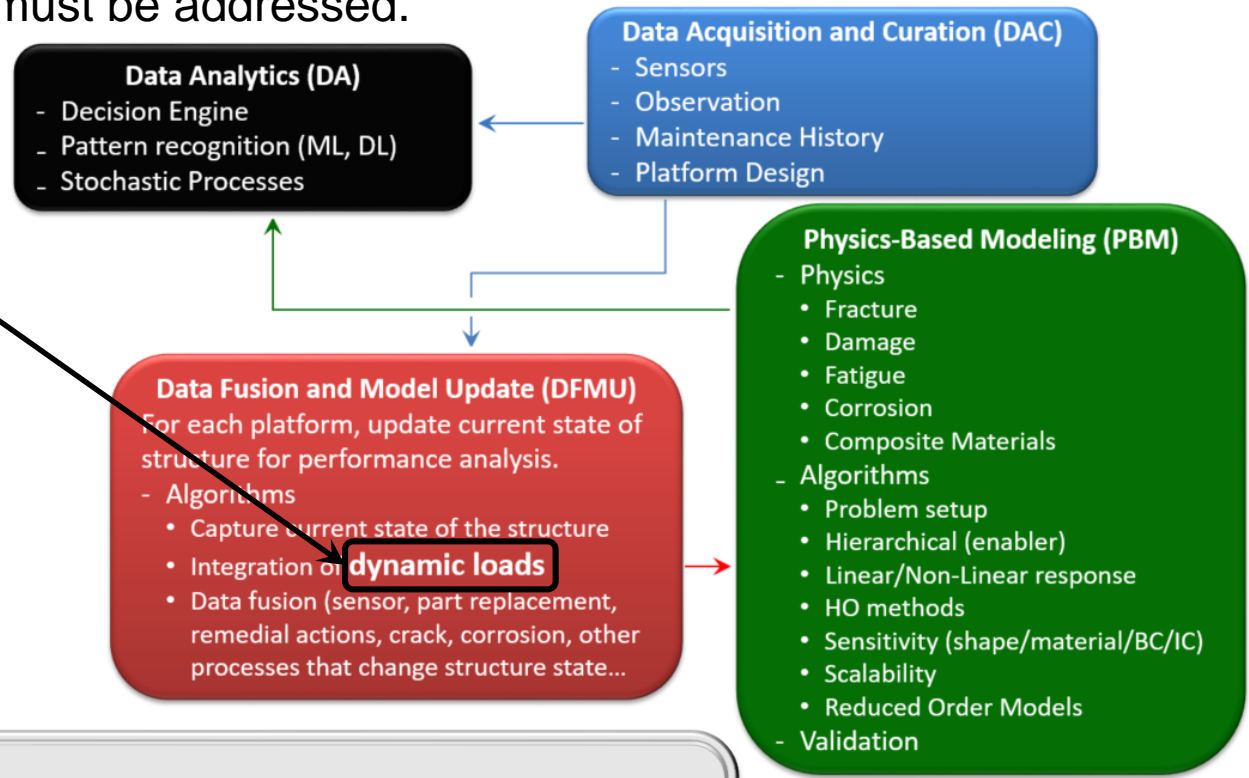 must be addressed.
Data Analytics (DA)
- Decision Engine
- Pattern recognition (ML, DL)
- Stochastic Processes
Data Acquisition and Curation (DAC)
- Sensors
- Observation
- Maintenance History
- Platform Design
Data Fusion and Model Update (DFMU)
For each platform, update current state of
structure for performance analysis.
- Algorithms
• Capture current state of the structure
• Integration of dynamic loads
• Data fusion (sensor, part replacement,
remedial actions, crack, corrosion, other
processes that change structure state…
Physics-Based Modeling (PBM)
- Physics
• Fracture
• Damage
• Fatigue
• Corrosion
• Composite Materials
- Algorithms
• Problem setup
• Hierarchical (enabler)
• Linear/Non-Linear response
• HO methods
• Sensitivity (shape/material/BC/IC)
• Scalability
• Reduced Order Models
- Validation